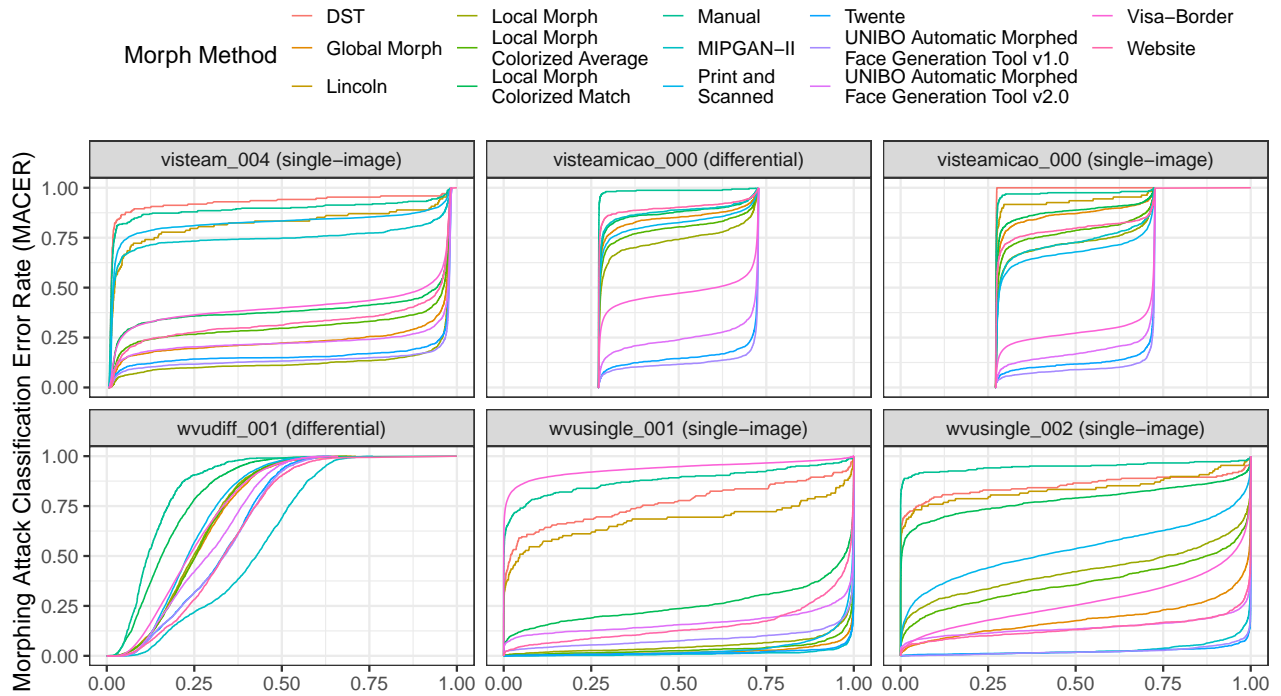 Morph Method
DST
Global Morph
Lincoln
Local Morph
Local Morph
Colorized Average
Local Morph
Colorized Match
Manual
MIPGAN−II
Print and
Scanned
Twente
UNIBO Automatic Morphed
Face Generation Tool v1.0
UNIBO Automatic Morphed
Face Generation Tool v2.0
Visa−Border
Website
Morphing Attack Classification Error Rate (MACER)
visteam_004 (single−image)
visteamicao_000 (differential)
visteamicao_000 (single−image)
1.00
0.75
0.50
0.25
0.00
wvudiff_001 (differential)
wvusingle_001 (single−image)
wvusingle_002 (single−image)
1.00
0.75
0.50
0.25
0.00
0.00 0.25 0.50 0.75 1.00
0.00 0.25 0.50 0.75 1.00
0.00 0.25 0.50 0.75 1.00